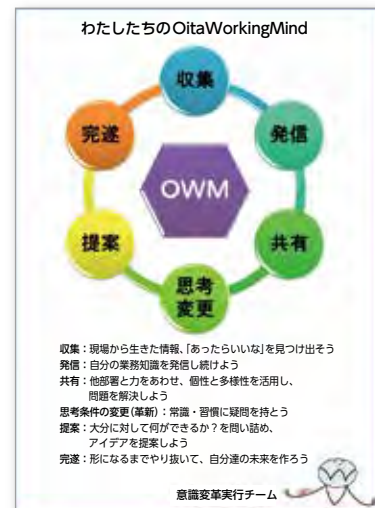 わたしたちのOitaWorkingMind
収集
発信
共有
思考
変更
提案
完遂
OWM
収集：現場から生きた情報、「あったらいいな」を見つけ出そう
発信：自分の業務知識を発信し続けよう
共有：他部署と力をあわせ、個性と多様性を活用し、
問題を解決しよう
思考条件の変更(革新)：常識・習慣に疑問を持とう
提案：大分に対して何ができるか？を問い詰め、
アイデアを提案しよう
完遂：形になるまでやり抜いて、自分達の未来を作ろう
意識変革実行チーム